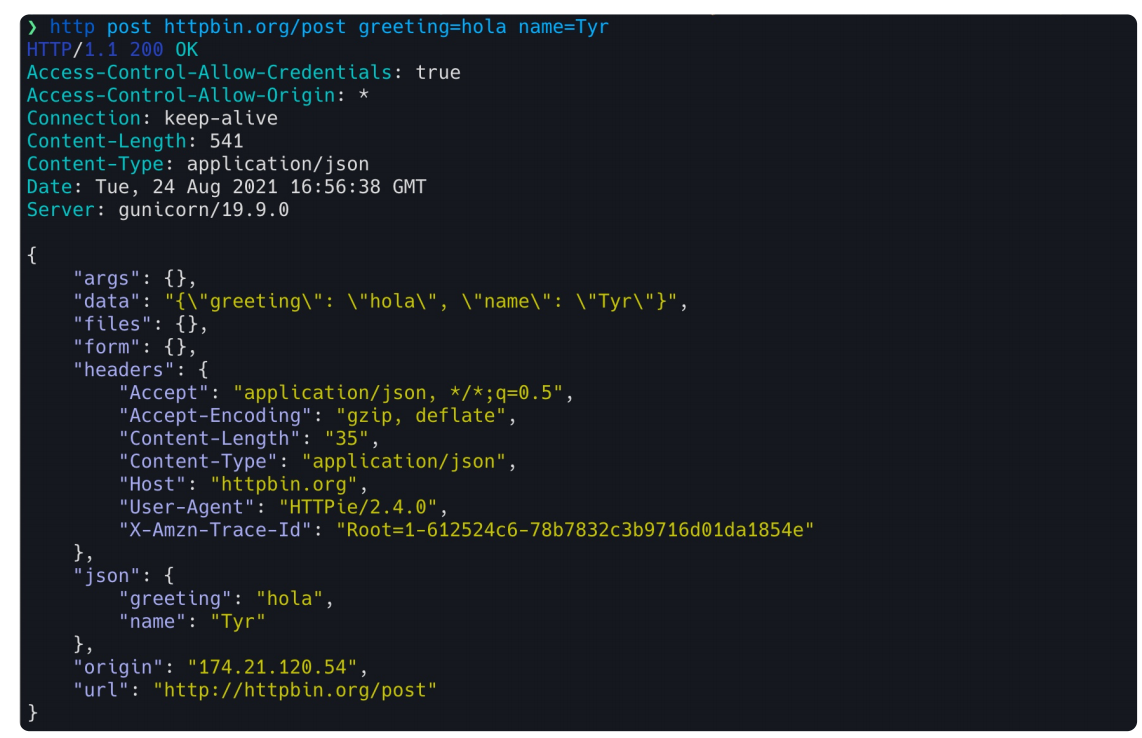 ❯ http post httpbin.org/post greeting=hola name=Tyr
HTTP/1.1 200 OK
Access-Control-Allow-Credentials: true
Access-Control-Allow-Origin: *
Connection: keep-alive
Content-Length: 541
Content-Type: application/json
Date: Tue, 24 Aug 2021 16:56:38 GMT
Server: gunicorn/19.9.0

{
    "args": {},
    "data": "{\"greeting\": \"hola\", \"name\": \"Tyr\"}",
    "files": {},
    "form": {},
    "headers": {
        "Accept": "application/json, */*;q=0.5",
        "Accept-Encoding": "gzip, deflate",
        "Content-Length": "35",
        "Content-Type": "application/json",
        "Host": "httpbin.org",
        "User-Agent": "HTTPie/2.4.0",
        "X-Amzn-Trace-Id": "Root=1-612524c6-78b7832c3b9716d01da1854e"
    },
    "json": {
        "greeting": "hola",
        "name": "Tyr"
    },
    "origin": "174.21.120.54",
    "url": "http://httpbin.org/post"
}